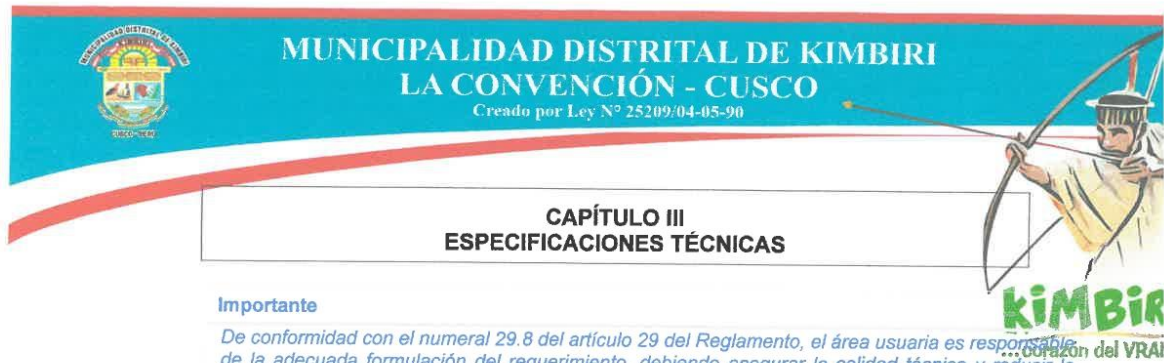 MUNICIPALIDAD DISTRITAL DE KIMBIRI
LA CONVENCIÓN - CUSCO
Creado por Ley N° 25209/04-05-90
CAPÍTULO III
ESPECIFICACIONES TÉCNICAS
KiMBiR
Importante
De conformidad con el numeral 29.8 del artículo 29 del Reglamento, el área usuaria es responsable
...corazón del VRA
de la adecuada formulación del requerimiento, debiendo asegurar la calidad técnica y